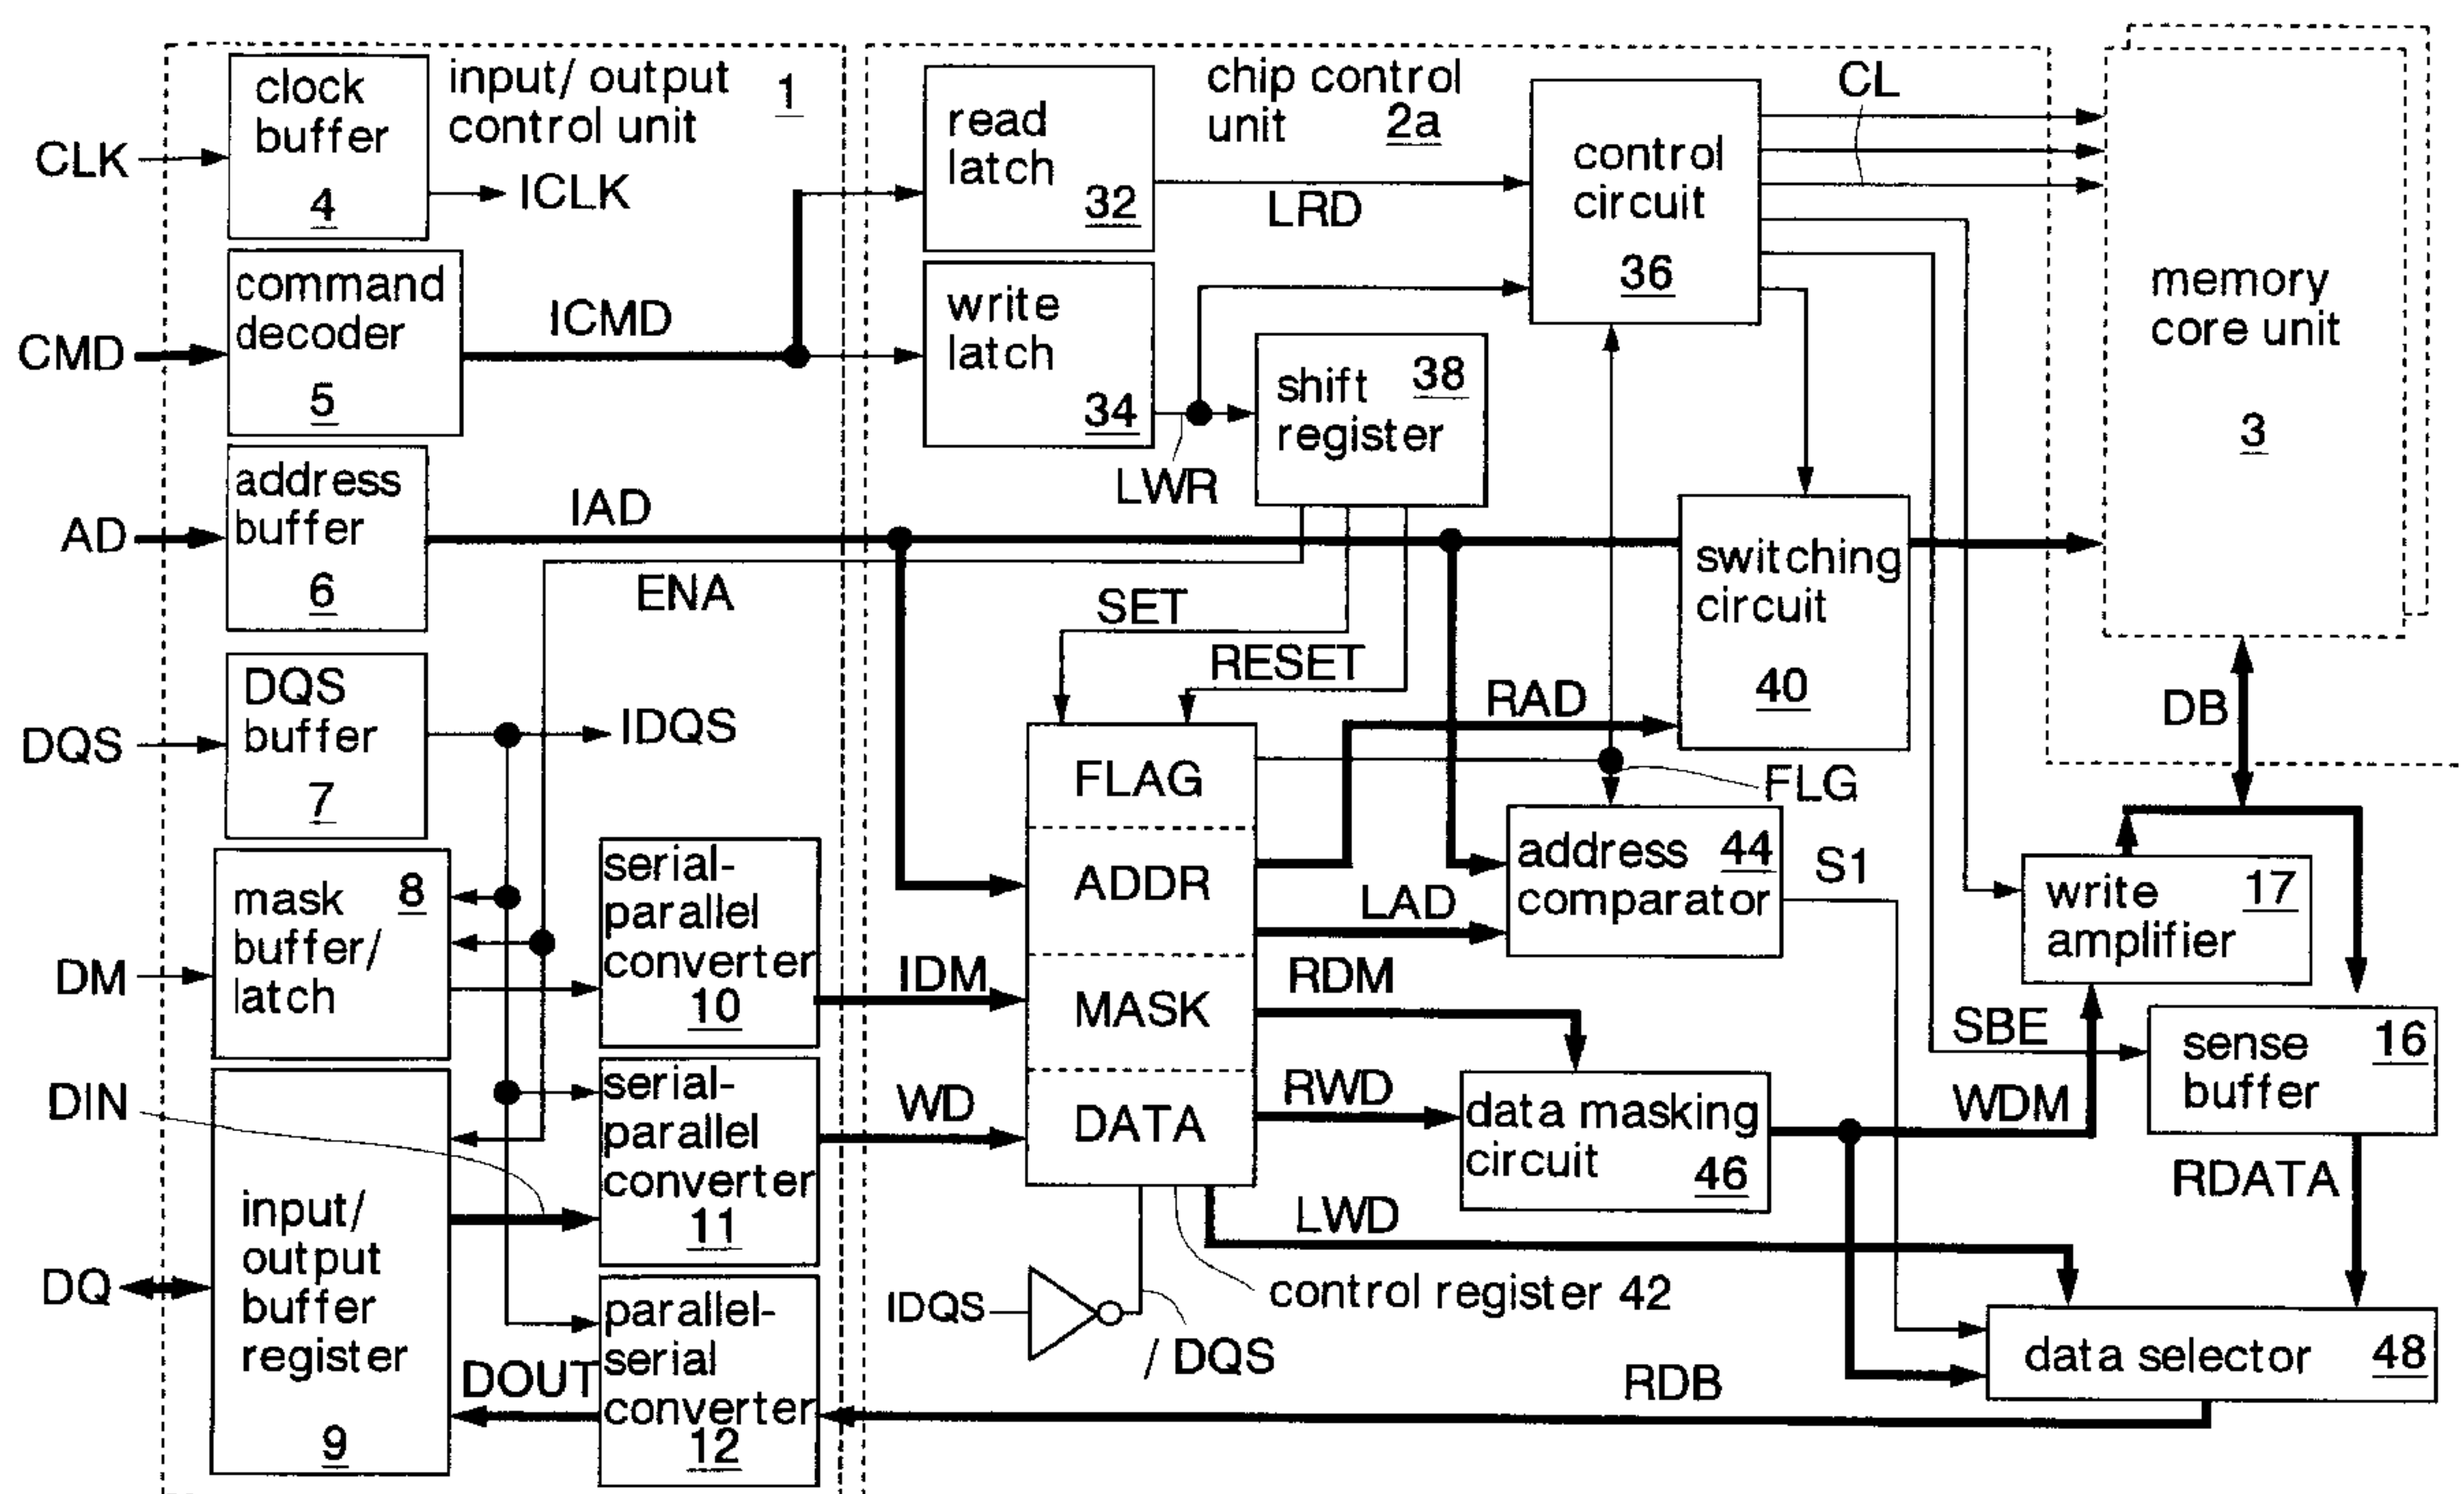 clock
buffer
4
input/ output
control unit
1
CLK
ICLK
command
decoder
5
CMD
ICMD
address
buffer
6
AD
IAD
ENA
DQS
buffer
7
DQS
IDQS
mask
buffer/
latch
8
DM
serial-
parallel
converter
10
IDM
DIN
serial-
parallel
converter
11
WD
input/
output
buffer
register
9
DQ
DOUT
parallel-
serial
converter
12
chip control
unit
2a
read
latch
32
LRD
write
latch
34
LWR
shift
register
38
control
circuit
36
CL
memory
core unit
3
SET
RESET
RAD
switching
circuit
40
DB
FLAG
ADDR
MASK
DATA
FLG
address
comparator
44
S1
LAD
RDM
RWD
data masking
circuit
46
LWD
write
amplifier
17
SBE
sense
buffer
16
WDM
RDATA
IDQS
/ DQS
control register 42
data selector
48
RDB